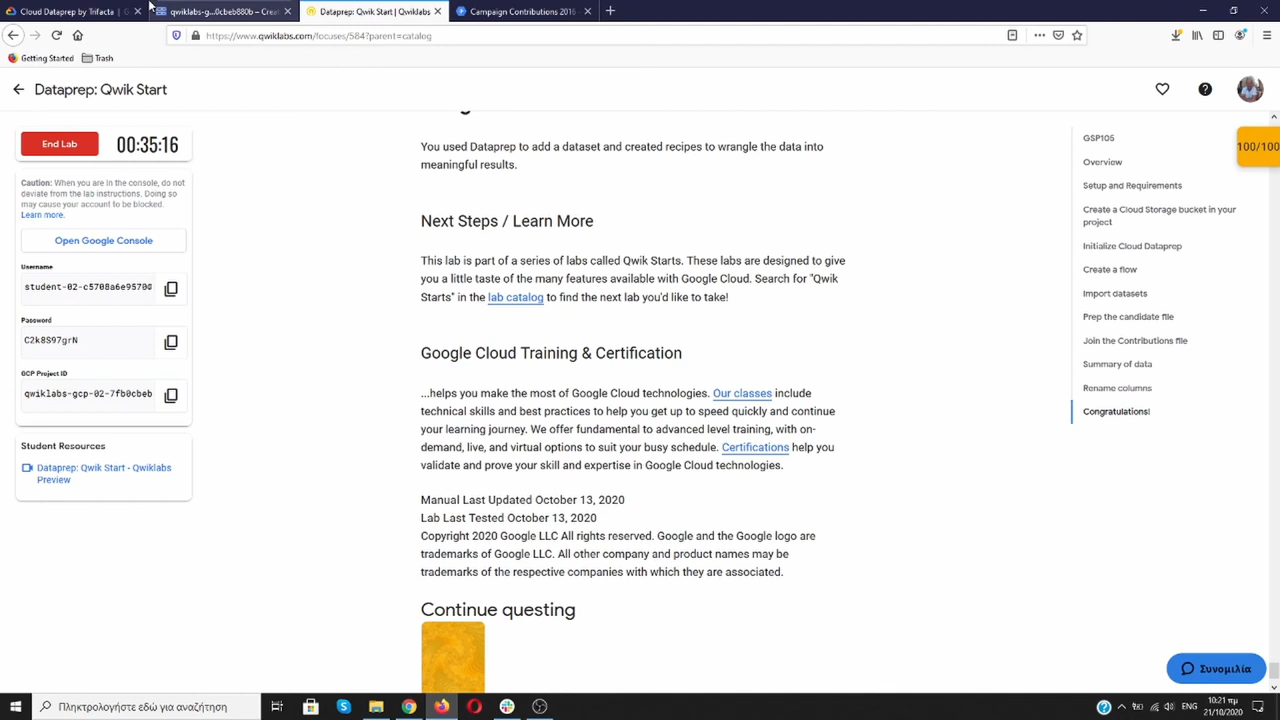 Cloud Dataprep by Trifacta
qwiklabs-g...0cbeb880b – Creat
Dataprep: Qwik Start | Qwiklabs
Campaign Contributions 2016
https://www.qwiklabs.com/focuses/584?parent=catalog
Getting Started
Trash
Dataprep: Qwik Start
End Lab
00:35:16
Caution: When you are in the console, do not
deviate from the lab instructions. Doing so
may cause your account to be blocked.
Learn more.
Open Google Console
Username
student-02-c5708a6e9570@
Password
C2k8S97grN
GCP Project ID
qwiklabs-gcp-02-7fb0cbeb
Student Resources
Dataprep: Qwik Start - Qwiklabs
Preview
You used Dataprep to add a dataset and created recipes to wrangle the data into
meaningful results.
Next Steps / Learn More
This lab is part of a series of labs called Qwik Starts. These labs are designed to give
you a little taste of the many features available with Google Cloud. Search for "Qwik
Starts" in the lab catalog to find the next lab you'd like to take!
Google Cloud Training & Certification
...helps you make the most of Google Cloud technologies. Our classes include
technical skills and best practices to help you get up to speed quickly and continue
your learning journey. We offer fundamental to advanced level training, with on-
demand, live, and virtual options to suit your busy schedule. Certifications help you
validate and prove your skill and expertise in Google Cloud technologies.
Manual Last Updated October 13, 2020
Lab Last Tested October 13, 2020
Copyright 2020 Google LLC All rights reserved. Google and the Google logo are
trademarks of Google LLC. All other company and product names may be
trademarks of the respective companies with which they are associated.
Continue questing
GSP105
Overview
Setup and Requirements
Create a Cloud Storage bucket in your
project
Initialize Cloud Dataprep
Create a flow
Import datasets
Prep the candidate file
Join the Contributions file
Summary of data
Rename columns
Congratulations!
100/100
Συνομιλία
Πληκτρολογήστε εδώ για αναζήτηση
ΕΝG
10:21 πμ
21/10/2020